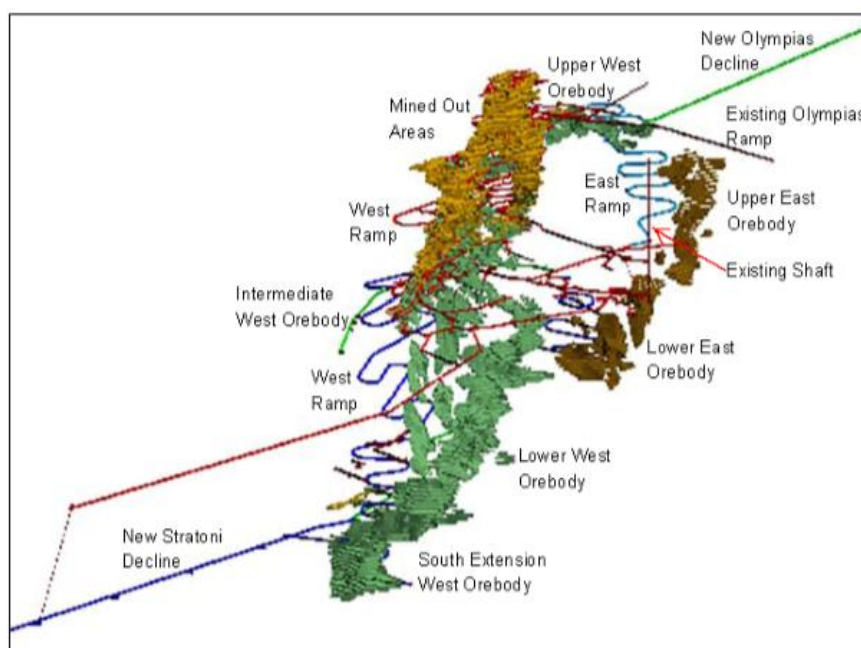 New Olympias
Decline
Upper West
Orebody
Mined Out
Areas
Existing Olympias
Ramp
East
Ramp
Upper East
Orebody
West
Ramp
Existing Shaft
Intermediate
West Orebody
Lower East
Orebody
West
Ramp
Lower West
Orebody
New Stratoni
Decline
South Extension
West Orebody